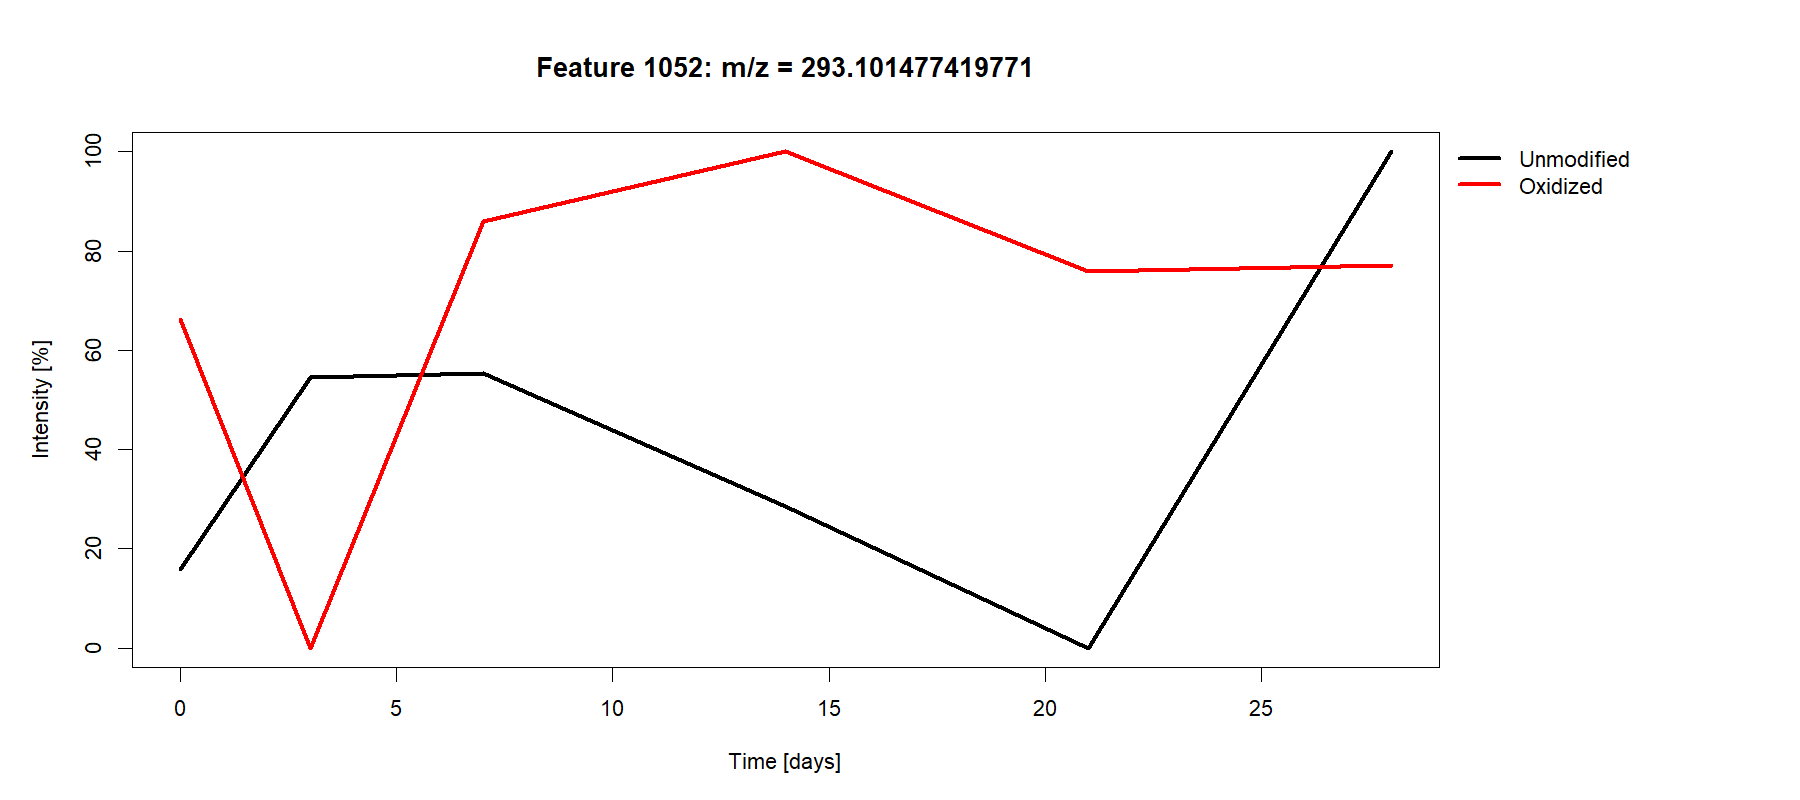 Feature 1052: m/z = 293.101477419771
Unmodified
Oxidized
Intensity [%]
100
80
60
40
20
0
0 5 10 15 20 25
Time [days]